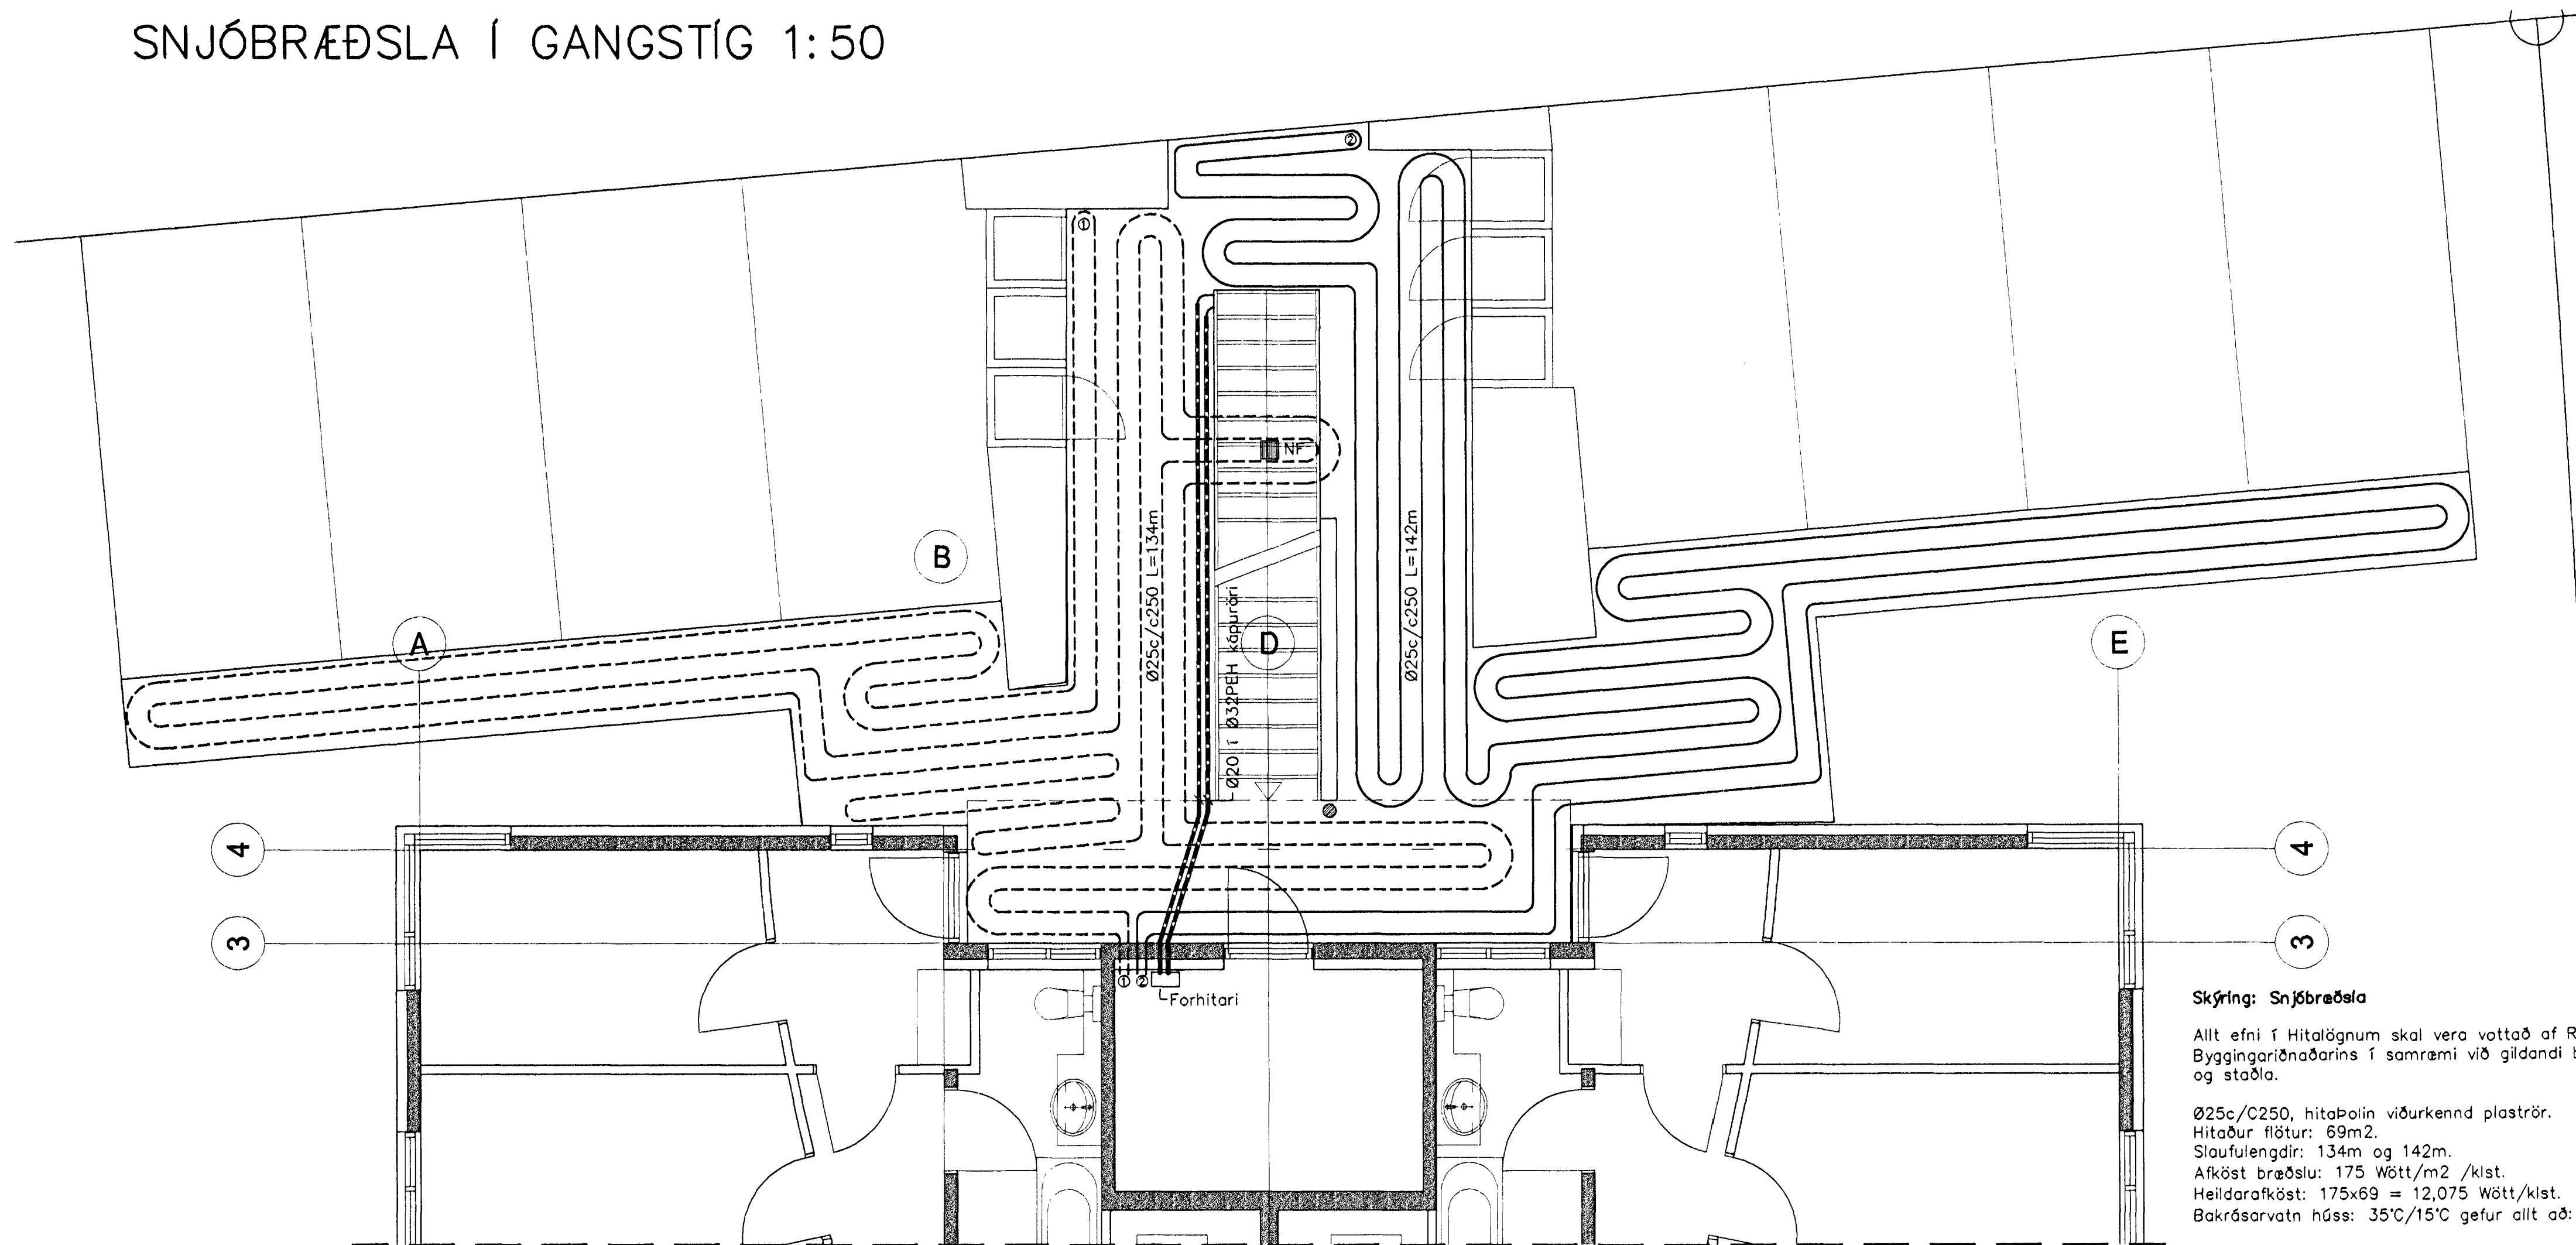 SNJÓBRÆÐSLA Í GANGSTÍG 1:50
2
1
NF
B
A
D
E
Ø25c/c250 L=134m
Ø20 í Ø32PEH kápuröri
Ø25c/c250 L=142m
4
4
3
3
1
2
Forhitari
Skýring: Snjóbræðsla
Allt efni í Hitalögnum skal vera vottað af
Byggingariðnaðarins í samræmi við gildandi
og staðla.
Ø25c/C250, hitaþolin viðurkennd plaströr.
Hitaður flötur: 69m2.
Slaufulengdir: 134m og 142m.
Afköst bræðslu: 175 Wött/m2 /klst.
Heildarafköst: 175x69 = 12,075 Wött/klst.
Bakrásarvatn húss: 35°C/15°C gefur allt að: